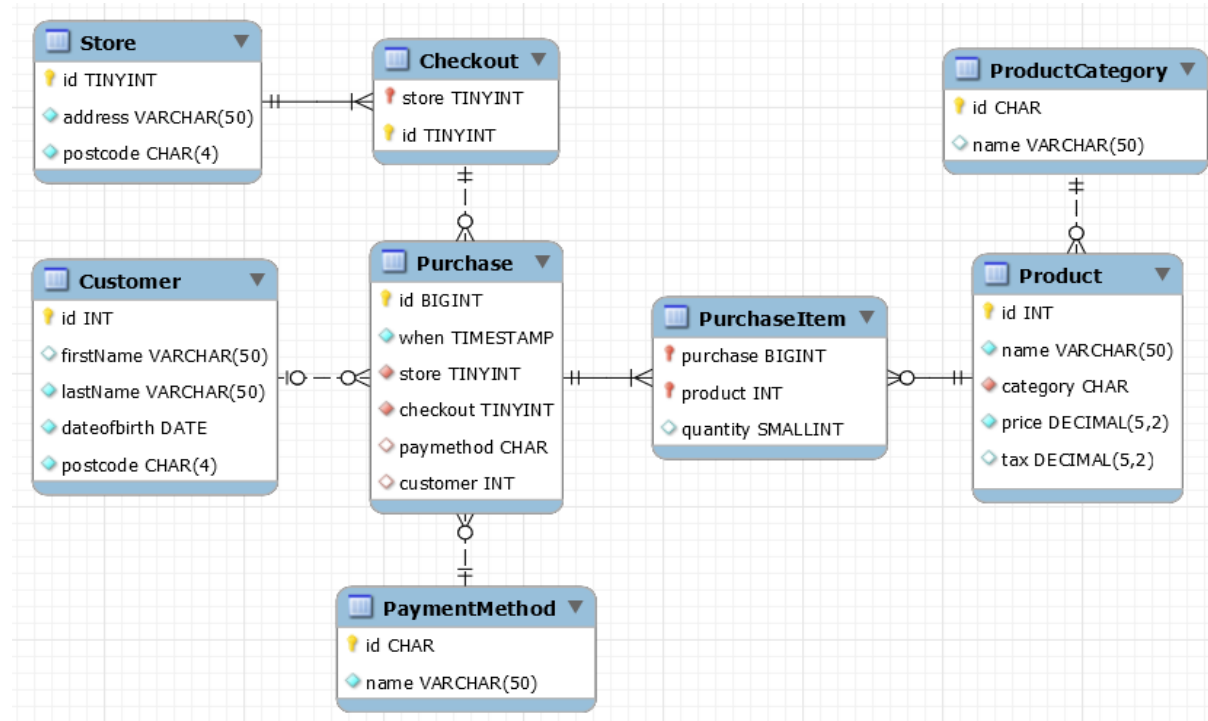 Store
id TINYINT
address VARCHAR(50)
postcode CHAR(4)
Checkout
store TINYINT
id TINYINT
ProductCategory
id CHAR
name VARCHAR(50)
Customer
id INT
firstName VARCHAR(50)
lastName VARCHAR(50)
dateofbirth DATE
postcode CHAR(4)
Purchase
id BIGINT
when TIMESTAMP
store TINYINT
checkout TINYINT
paymethod CHAR
customer INT
PurchaseItem
purchase BIGINT
product INT
quantity SMALLINT
Product
id INT
name VARCHAR(50)
category CHAR
price DECIMAL(5,2)
tax DECIMAL(5,2)
PaymentMethod
id CHAR
name VARCHAR(50)